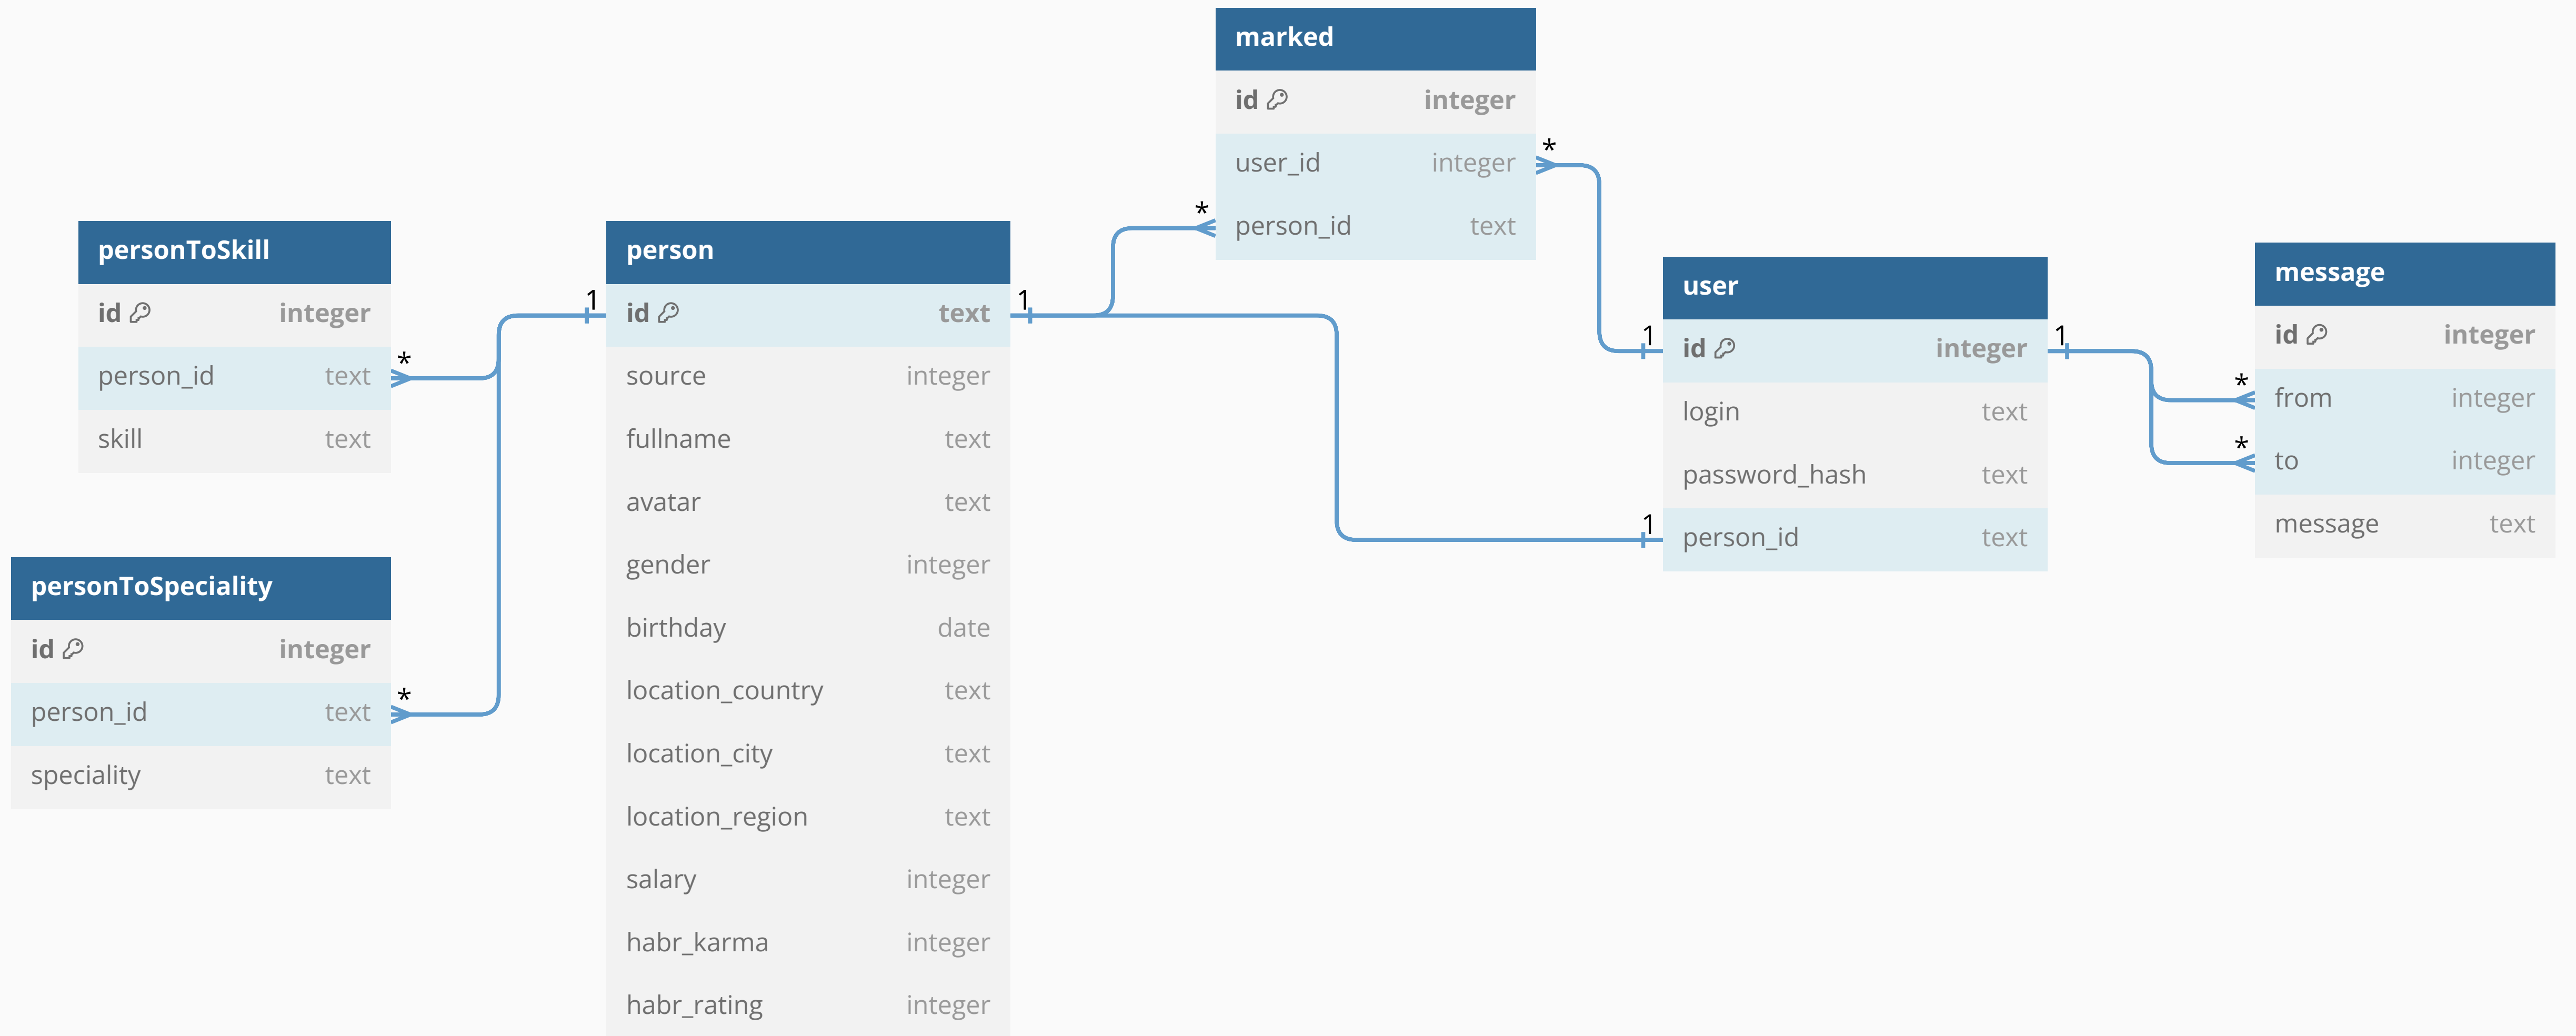 marked
id integer
* user_id integer
* person_id text
personToSkill
id integer
person_id text *
skill text
person
1 id text 1
source integer
fullname text
avatar text
gender integer
birthday date
location_country text
location_city text
location_region text
salary integer
habr_karma integer
habr_rating integer
personToSpeciality
id integer
person_id text *
speciality text
user
1 id integer 1
login text
password_hash text
1 person_id text
message
id integer
* from integer
* to integer
message text